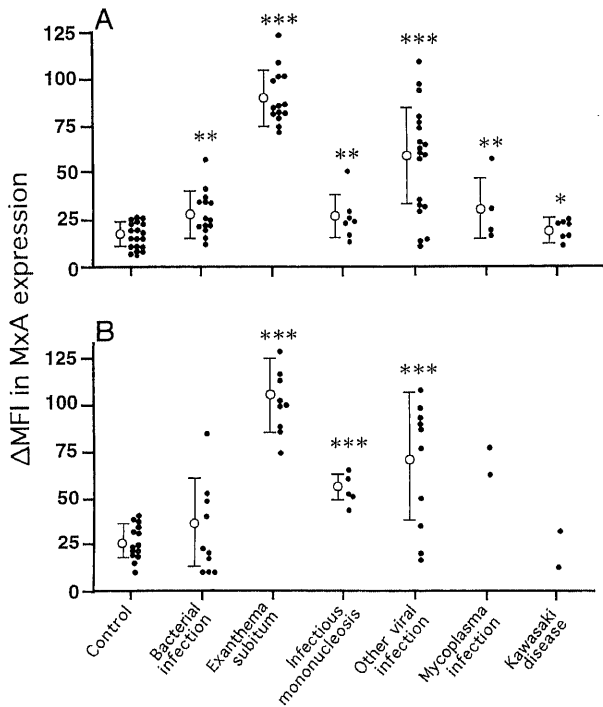 A
ΔMFI in MxA expression
125
100
75
50
25
0
**
***
**
***
**
*
B
125
100
75
50
25
0
***
***
***
Control
Bacterial
infection
Exanthema
subitum
Infectious
mononucleosis
Other viral
infection
Mycoplasma
infection
Kawasaki
disease